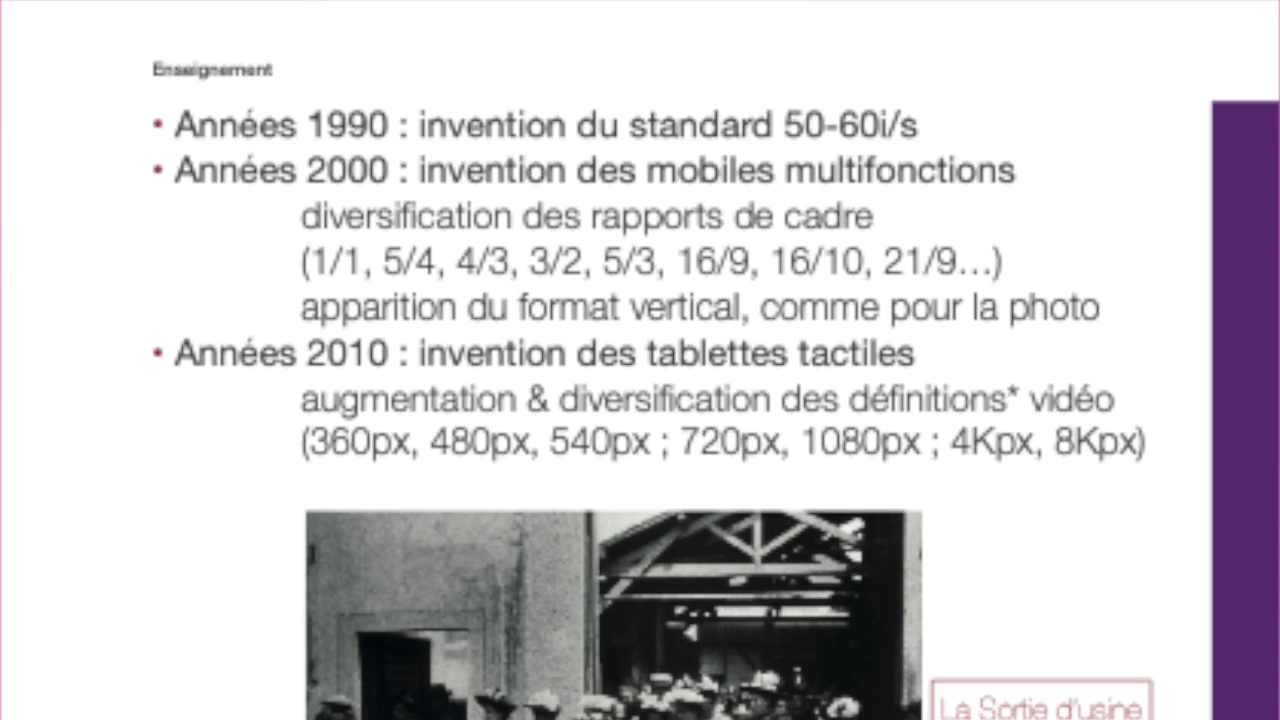 Enseignement
• Années 1990 : invention du standard 50-60i/s
• Années 2000 : invention des mobiles multifonctions
diversification des rapports de cadre
(1/1, 5/4, 4/3, 3/2, 5/3, 16/9, 16/10, 21/9...)
apparition du format vertical, comme pour la photo
• Années 2010 : invention des tablettes tactiles
augmentation & diversification des définitions* vidéo
(360px, 480px, 540px ; 720px, 1080px ; 4Kpx, 8Kpx)
La Sortie d'usine